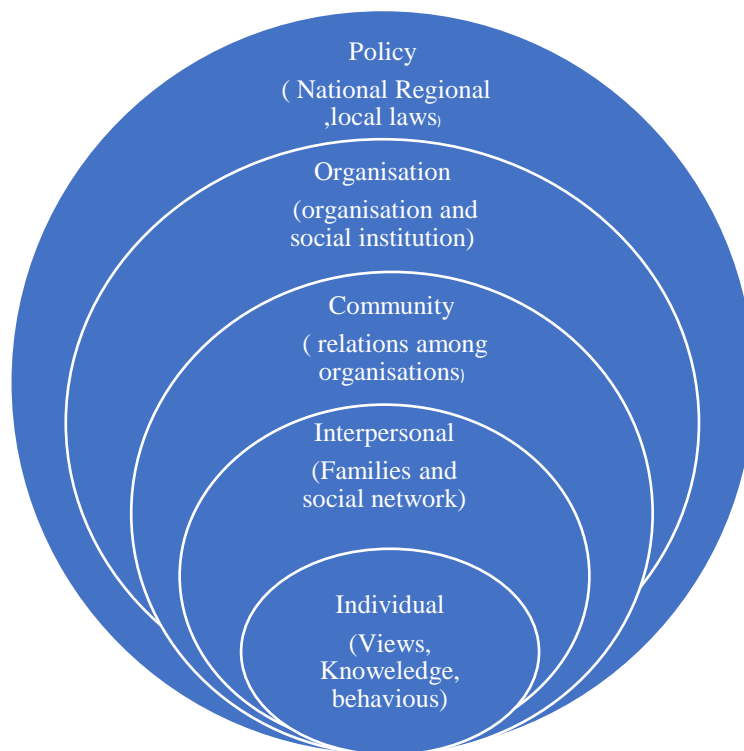 Policy
( National Regional
,local laws)
Organisation
(organisation and
social institution)
Community
( relations among
organisations)
Interpersonal
(Families and
social network)
Individual
(Views,
Knoweledge,
behavious)